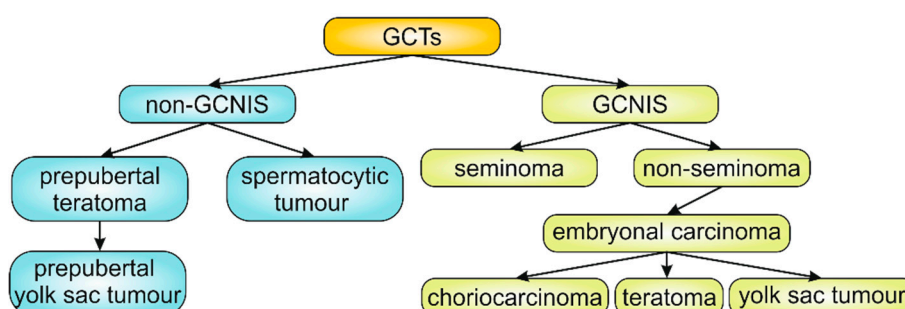 GCTs
non-GCNIS
GCNIS
prepubertal
teratoma
spermatocytic
tumour
seminoma
non-seminoma
embryonal carcinoma
prepubertal
yolk sac tumour
choriocarcinoma
teratoma
yolk sac tumour